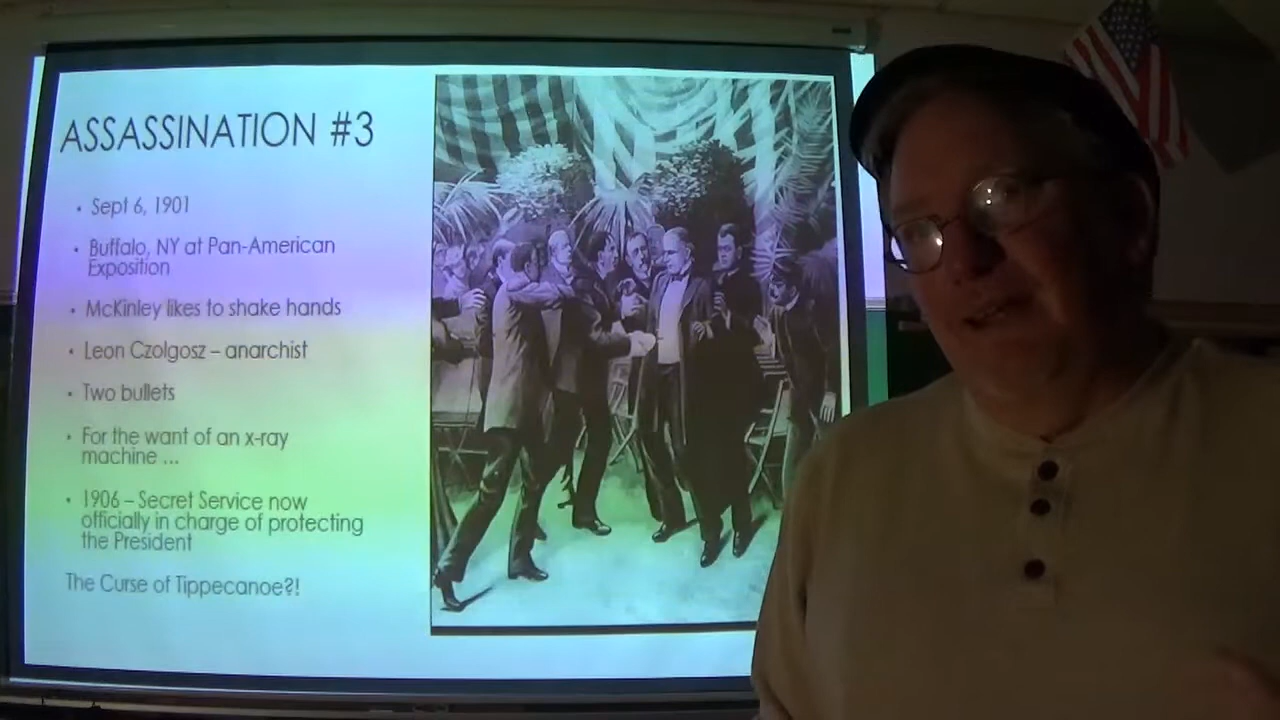 ASSASSINATION #3
• Sept 6, 1901
• Buffalo, NY at Pan-American
Exposition
• McKinley likes to shake hands
• Leon Czolgosz – anarchist
• Two bullets
• For the want of an x-ray
machine ...
• 1906 – Secret Service now
officially in charge of protecting
the President
The Curse of Tippecanoe?!